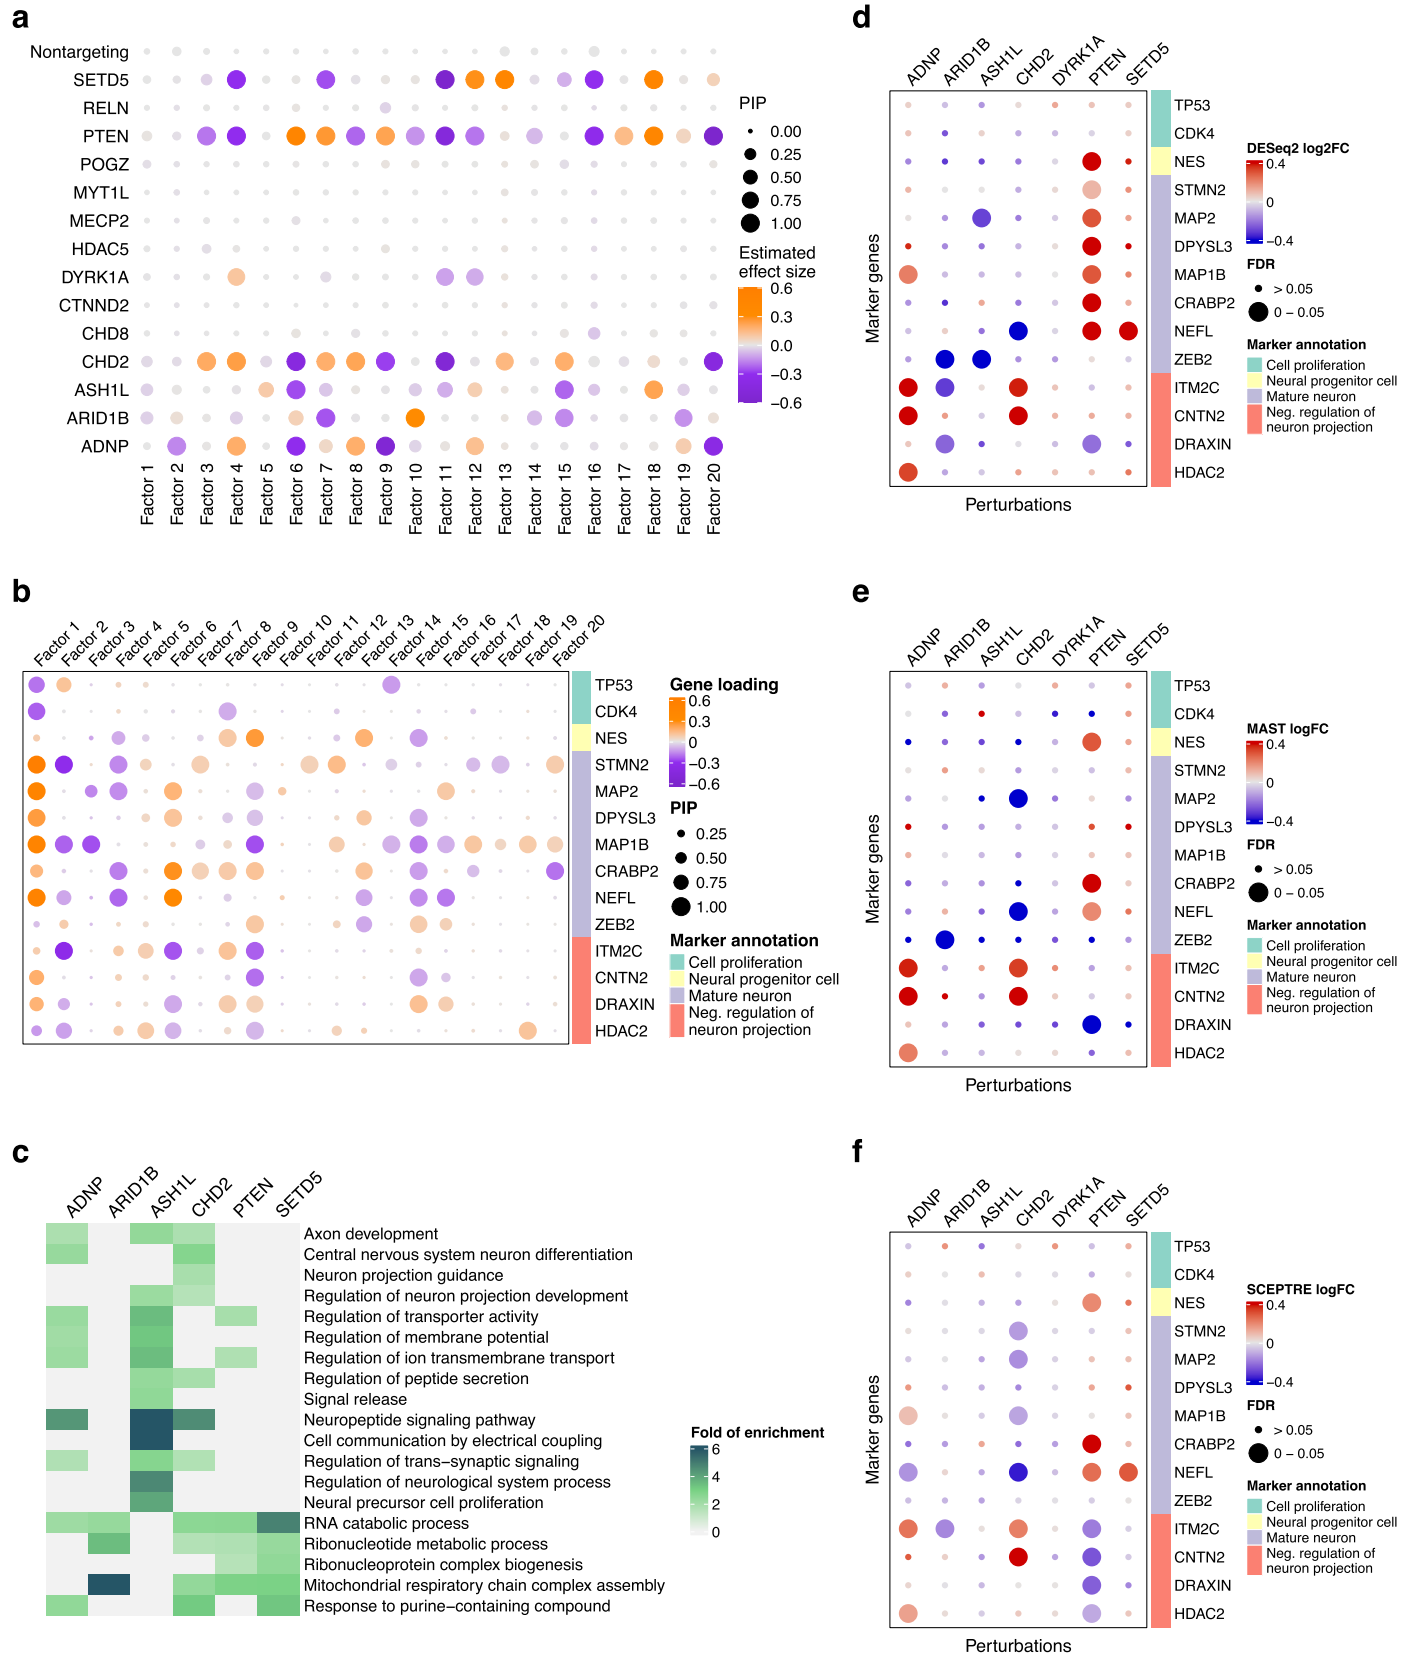 a
Nontargeting
SETD5
RELN
PTEN
POGZ
MYT1L
MECP2
HDAC5
DYRK1A
CTNND2
CHD8
CHD2
ASH1L
ARID1B
ADNP
Factor 1
Factor 2
Factor 3
Factor 4
Factor 5
Factor 6
Factor 7
Factor 8
Factor 9
Factor 10
Factor 11
Factor 12
Factor 13
Factor 14
Factor 15
Factor 16
Factor 17
Factor 18
Factor 19
Factor 20
PIP
0.00
0.25
0.50
0.75
1.00
Estimated
effect size
0.6
0.3
0.0
−0.3
−0.6
b
Factor 1
Factor 2
Factor 3
Factor 4
Factor 5
Factor 6
Factor 7
Factor 8
Factor 9
Factor 10
Factor 11
Factor 12
Factor 13
Factor 14
Factor 15
Factor 16
Factor 17
Factor 18
Factor 19
Factor 20
TP53
CDK4
NES
STMN2
MAP2
DPYSL3
MAP1B
CRABP2
NEFL
ZEB2
ITM2C
CNTN2
DRAXIN
HDAC2
Gene loading
0.6
0.3
0
−0.3
−0.6
PIP
0.25
0.50
0.75
1.00
Marker annotation
Cell proliferation
Neural progenitor cell
Mature neuron
Neg. regulation of
neuron projection
c
ADNP
ARID1B
ASH1L
CHD2
PTEN
SETD5
Axon development
Central nervous system neuron differentiation
Neuron projection guidance
Regulation of neuron projection development
Regulation of transporter activity
Regulation of membrane potential
Regulation of ion transmembrane transport
Regulation of peptide secretion
Signal release
Neuropeptide signaling pathway
Cell communication by electrical coupling
Regulation of trans−synaptic signaling
Regulation of neurological system process
Neural precursor cell proliferation
RNA catabolic process
Ribonucleotide metabolic process
Ribonucleoprotein complex biogenesis
Mitochondrial respiratory chain complex assembly
Response to purine−containing compound
Fold of enrichment
6
4
2
0
d
ADNP
ARID1B
ASH1L
CHD2
DYRK1A
PTEN
SETD5
Marker genes
TP53
CDK4
NES
STMN2
MAP2
DPYSL3
MAP1B
CRABP2
NEFL
ZEB2
ITM2C
CNTN2
DRAXIN
HDAC2
Perturbations
DESeq2 log2FC
0.4
0
−0.4
FDR
> 0.05
0 − 0.05
Marker annotation
Cell proliferation
Neural progenitor cell
Mature neuron
Neg. regulation of
neuron projection
e
ADNP
ARID1B
ASH1L
CHD2
DYRK1A
PTEN
SETD5
Marker genes
TP53
CDK4
NES
STMN2
MAP2
DPYSL3
MAP1B
CRABP2
NEFL
ZEB2
ITM2C
CNTN2
DRAXIN
HDAC2
Perturbations
MAST logFC
0.4
0
−0.4
FDR
> 0.05
0 − 0.05
Marker annotation
Cell proliferation
Neural progenitor cell
Mature neuron
Neg. regulation of
neuron projection
f
ADNP
ARID1B
ASH1L
CHD2
DYRK1A
PTEN
SETD5
Marker genes
TP53
CDK4
NES
STMN2
MAP2
DPYSL3
MAP1B
CRABP2
NEFL
ZEB2
ITM2C
CNTN2
DRAXIN
HDAC2
Perturbations
SCEPTRE logFC
0.4
0
−0.4
FDR
> 0.05
0 − 0.05
Marker annotation
Cell proliferation
Neural progenitor cell
Mature neuron
Neg. regulation of
neuron projection